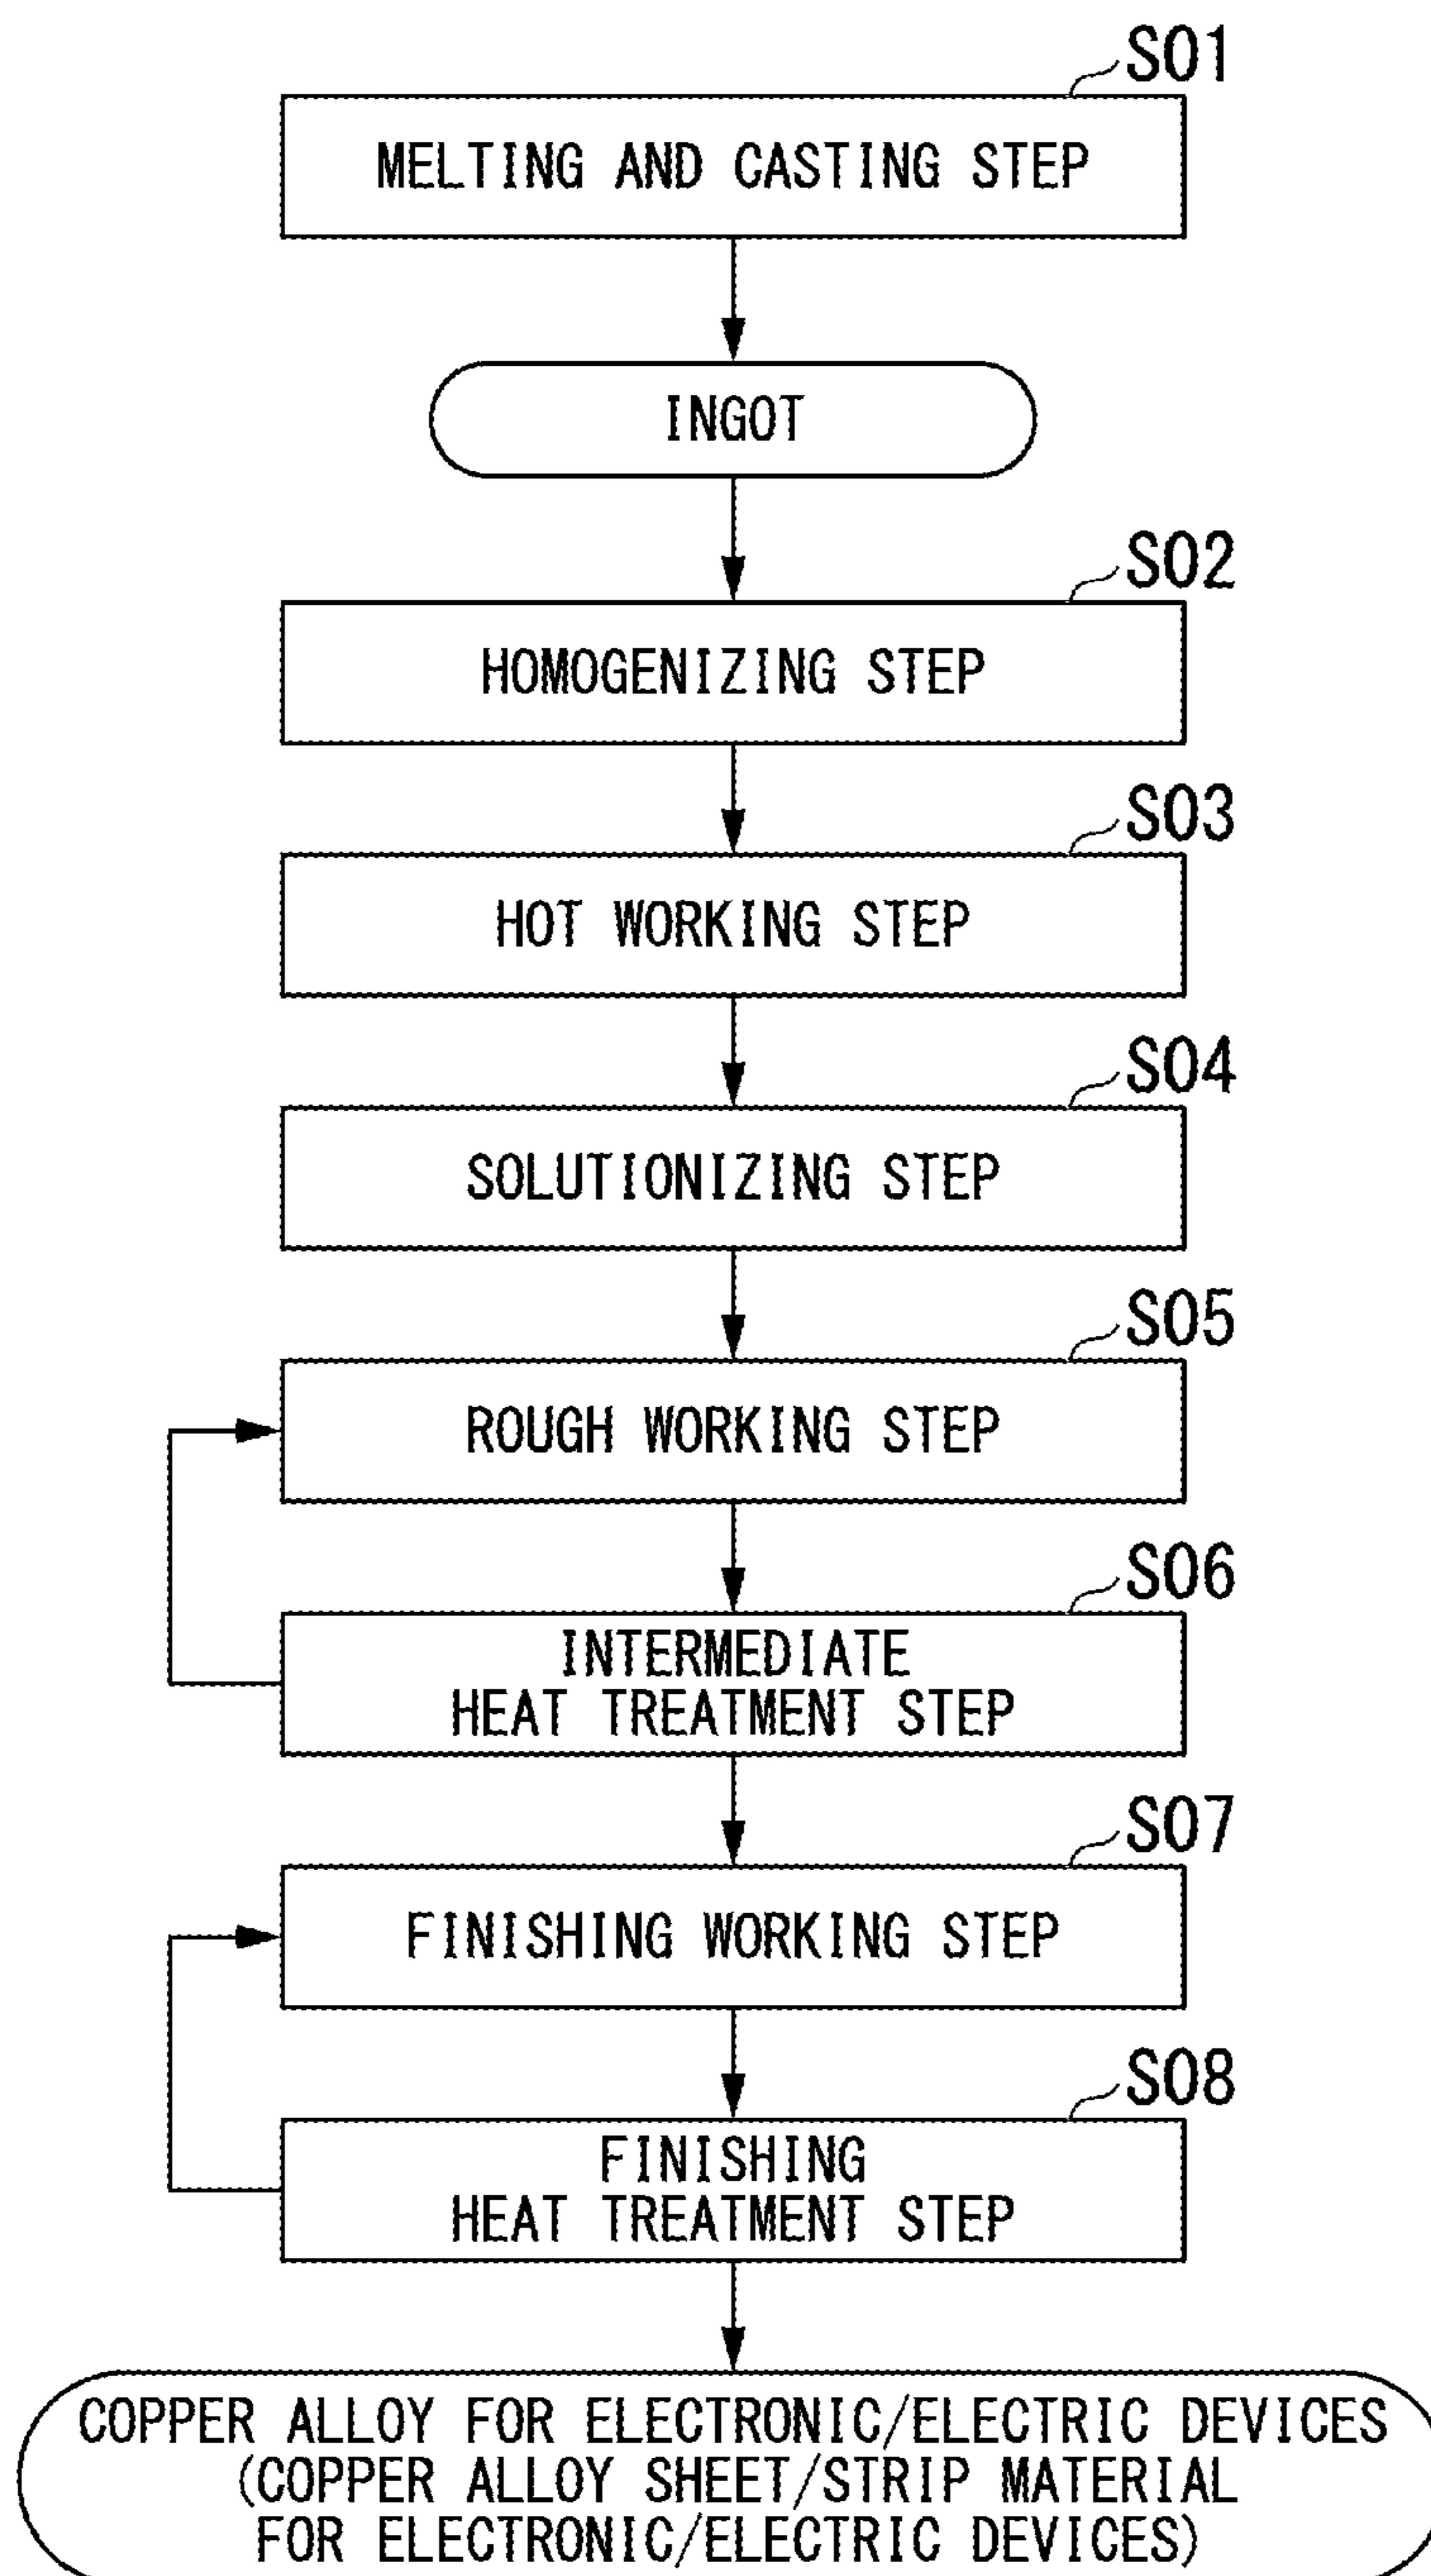 S01
MELTING AND CASTING STEP
INGOT
S02
HOMOGENIZING STEP
S03
HOT WORKING STEP
S04
SOLUTIONIZING STEP
S05
ROUGH WORKING STEP
S06
INTERMEDIATE
HEAT TREATMENT STEP
S07
FINISHING WORKING STEP
S08
FINISHING
HEAT TREATMENT STEP
COPPER ALLOY FOR ELECTRONIC/ELECTRIC DEVICES
(COPPER ALLOY SHEET/STRIP MATERIAL
FOR ELECTRONIC/ELECTRIC DEVICES)